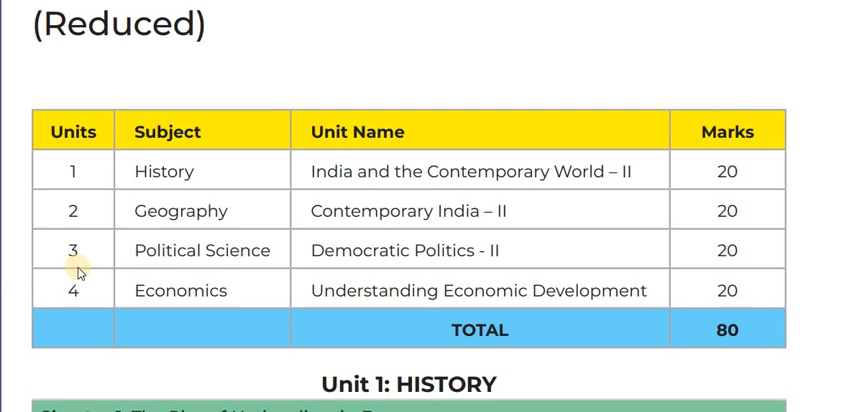 (Reduced)
Units Subject Unit Name Marks
1 History India and the Contemporary World – II 20
2 Geography Contemporary India – II 20
3 Political Science Democratic Politics - II 20
4 Economics Understanding Economic Development 20
TOTAL 80
Unit 1: HISTORY